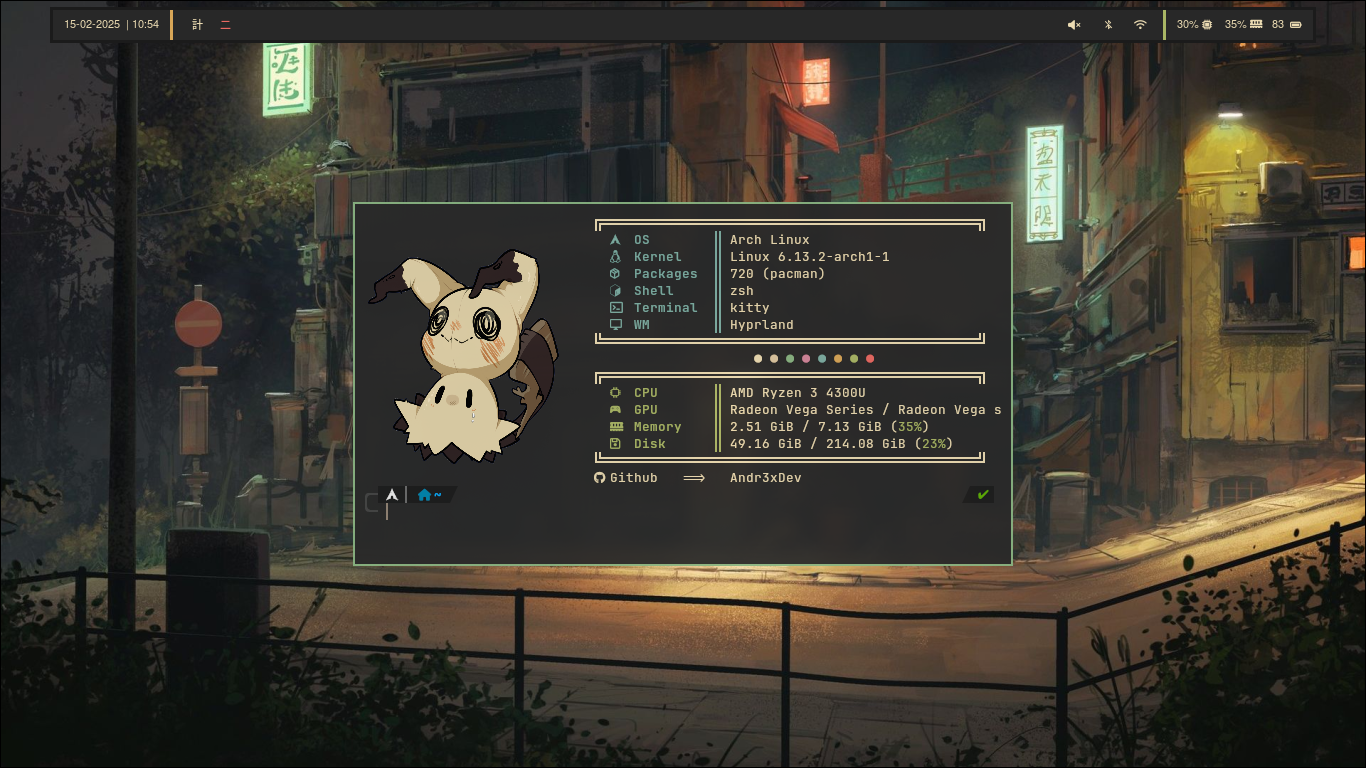 15-02-2025 | 10:54
計 二
30% 35% 83
OS Arch Linux
Kernel Linux 6.13.2-arch1-1
Packages 720 (pacman)
Shell zsh
Terminal kitty
WM Hyprland
CPU AMD Ryzen 3 4300U
GPU Radeon Vega Series / Radeon Vega s
Memory 2.51 GiB / 7.13 GiB (35%)
Disk 49.16 GiB / 214.08 GiB (23%)
Github ⟹ Andr3xDev
~